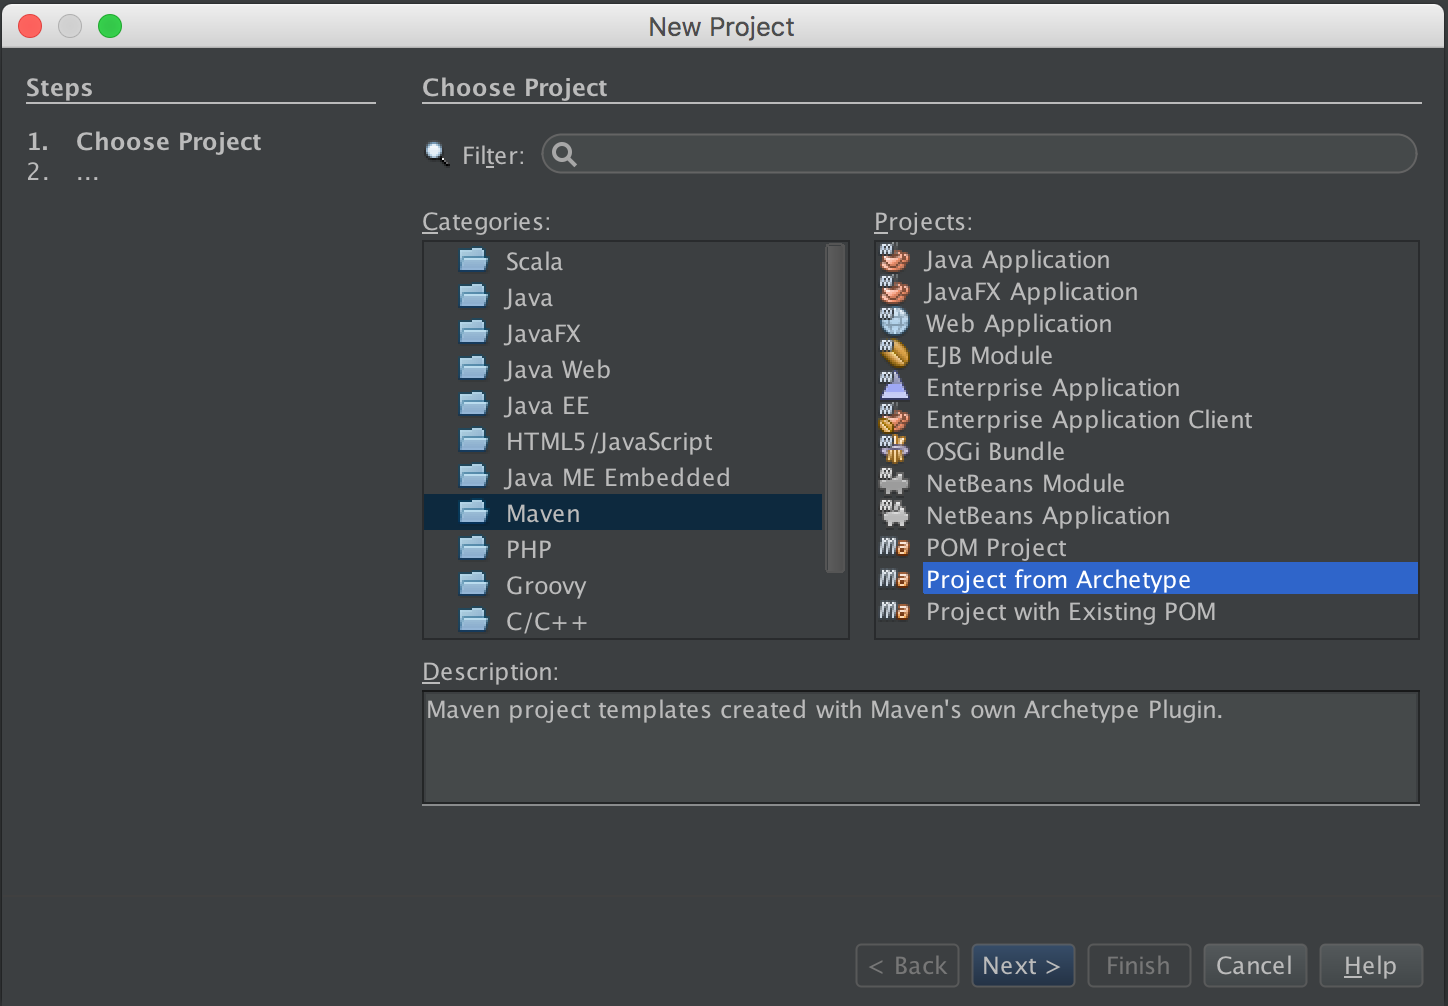 New Project
Steps
1. Choose Project
2. ...
Choose Project
Filter:
Categories:
Scala
Java
JavaFX
Java Web
Java EE
HTML5/JavaScript
Java ME Embedded
Maven
PHP
Groovy
C/C++
Projects:
Java Application
JavaFX Application
Web Application
EJB Module
Enterprise Application
Enterprise Application Client
OSGi Bundle
NetBeans Module
NetBeans Application
POM Project
Project from Archetype
Project with Existing POM
Description:
Maven project templates created with Maven's own Archetype Plugin.
< Back
Next >
Finish
Cancel
Help